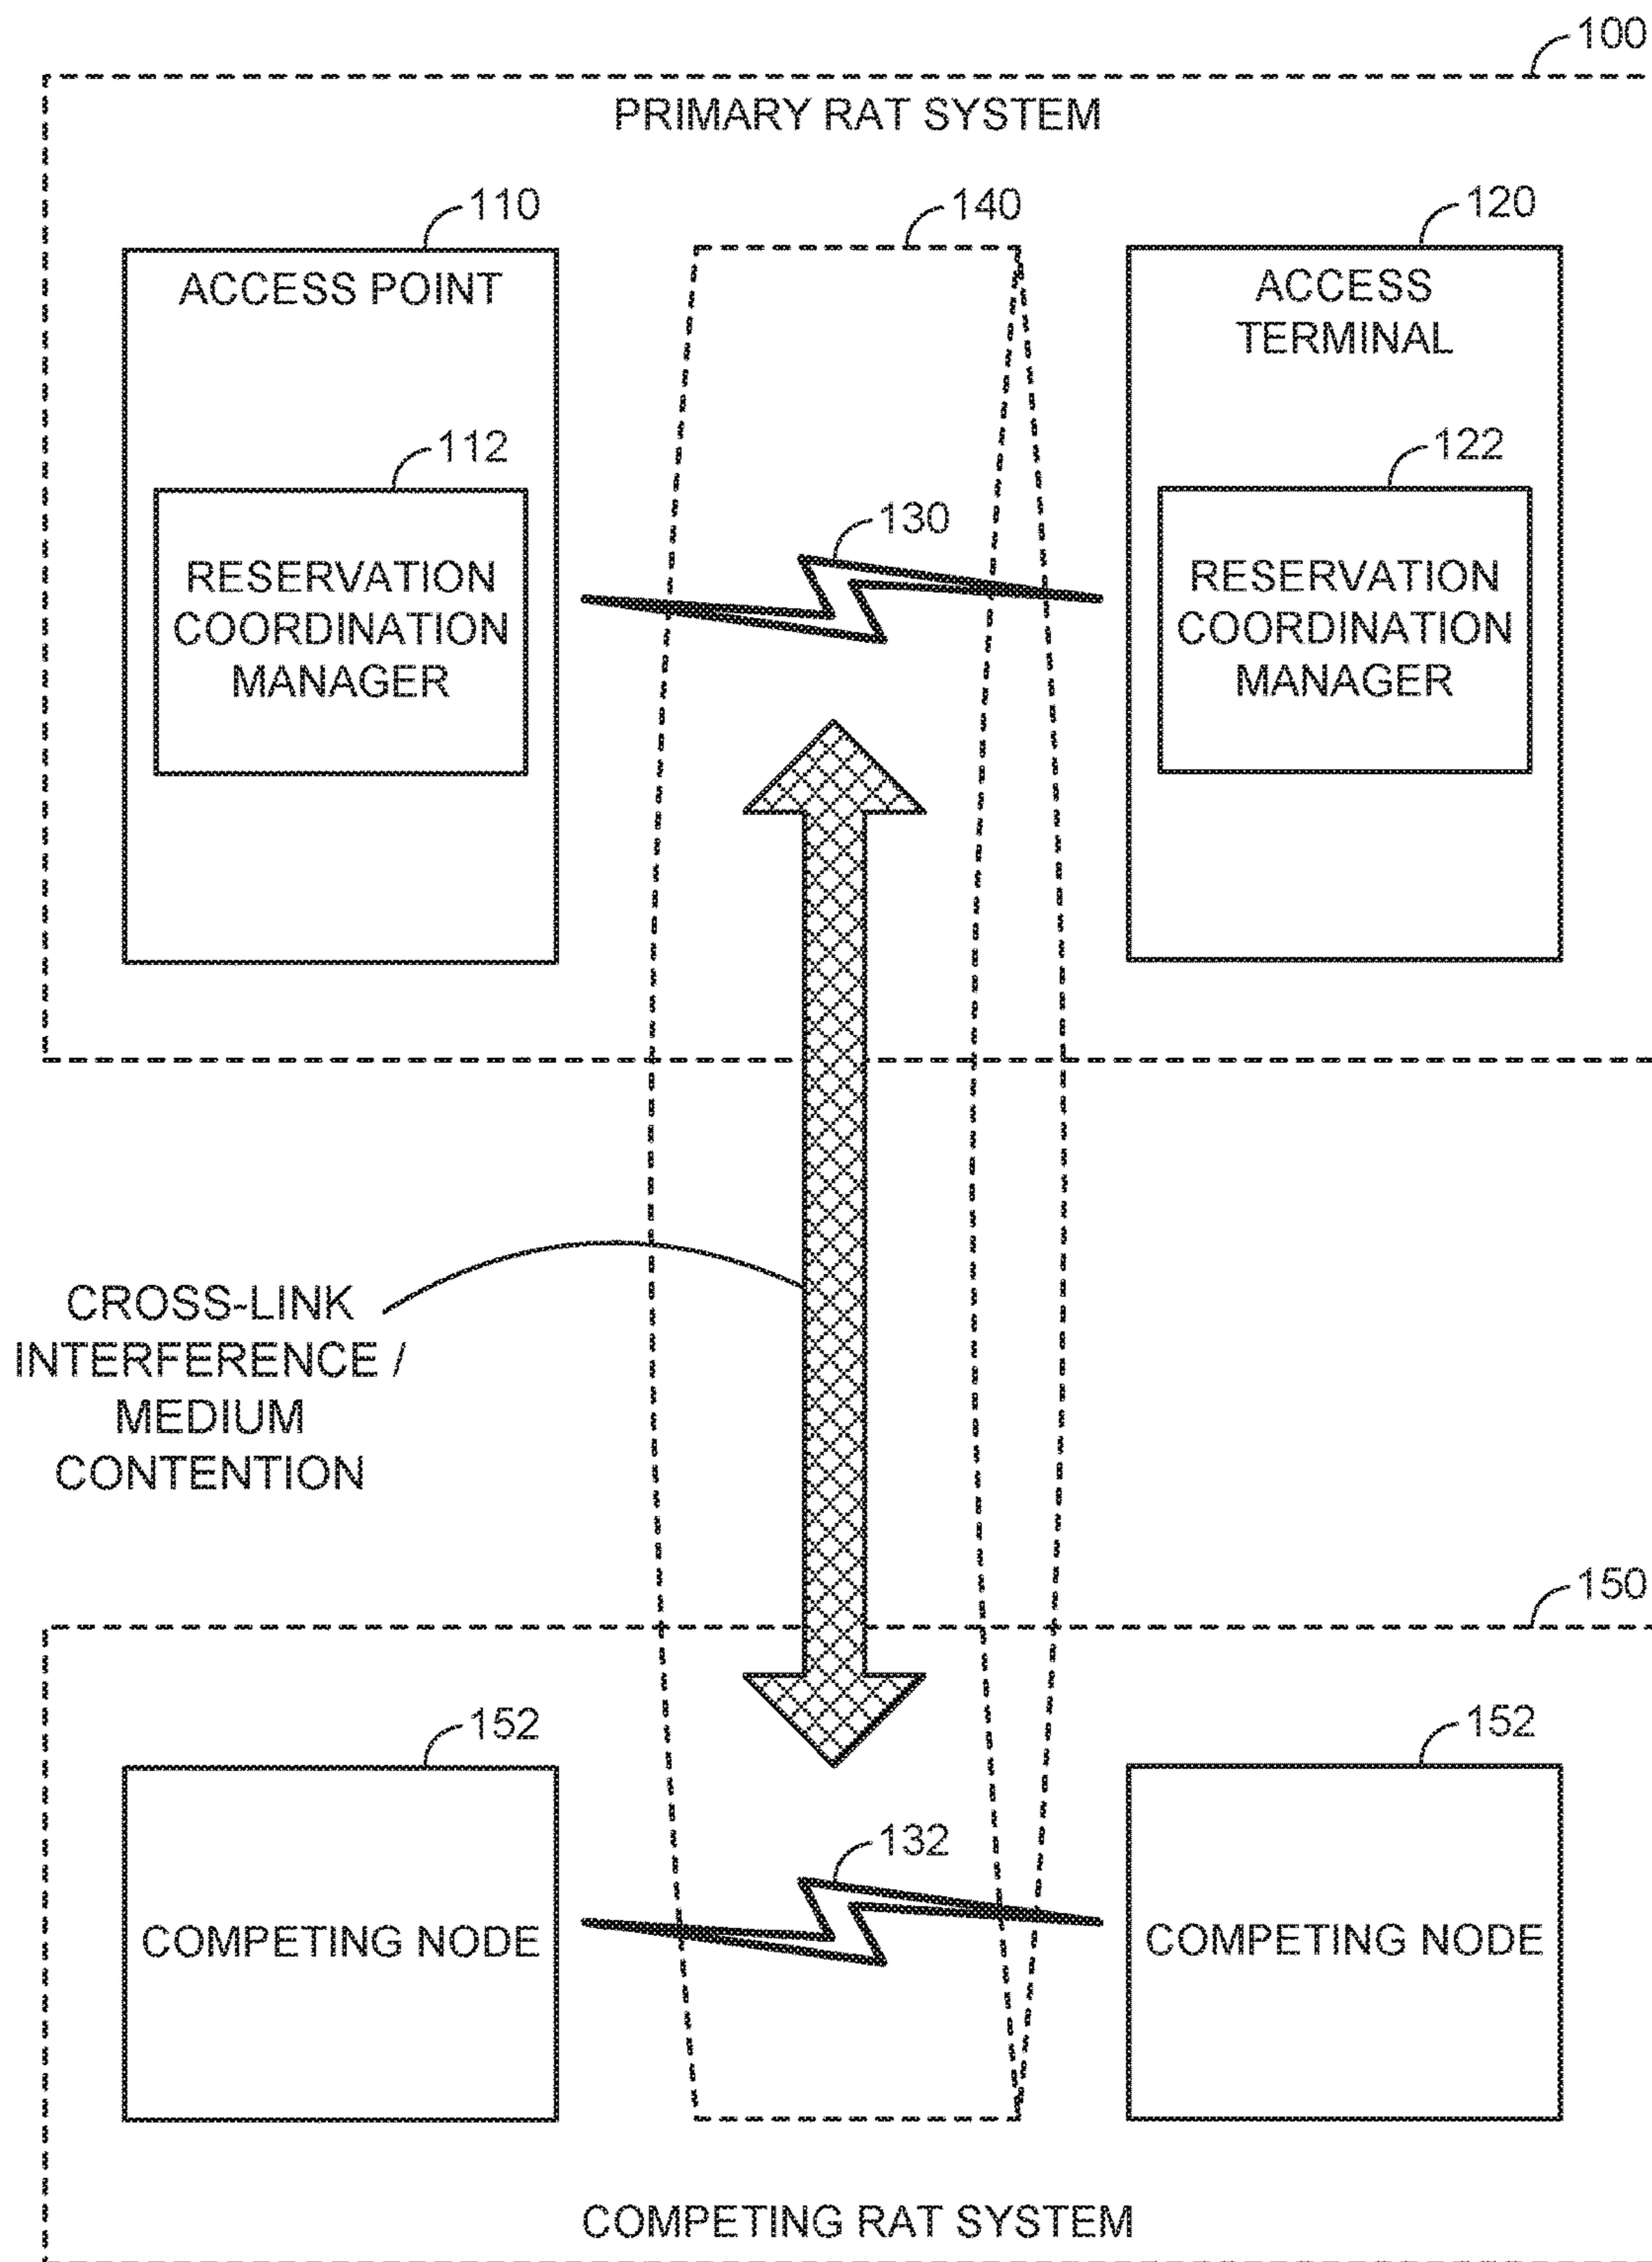 100
PRIMARY RAT SYSTEM
110
140
120
ACCESS POINT
ACCESS
TERMINAL
112
122
130
RESERVATION
COORDINATION
MANAGER
RESERVATION
COORDINATION
MANAGER
CROSS-LINK
INTERFERENCE /
MEDIUM
CONTENTION
150
152
152
132
COMPETING NODE
COMPETING NODE
COMPETING RAT SYSTEM